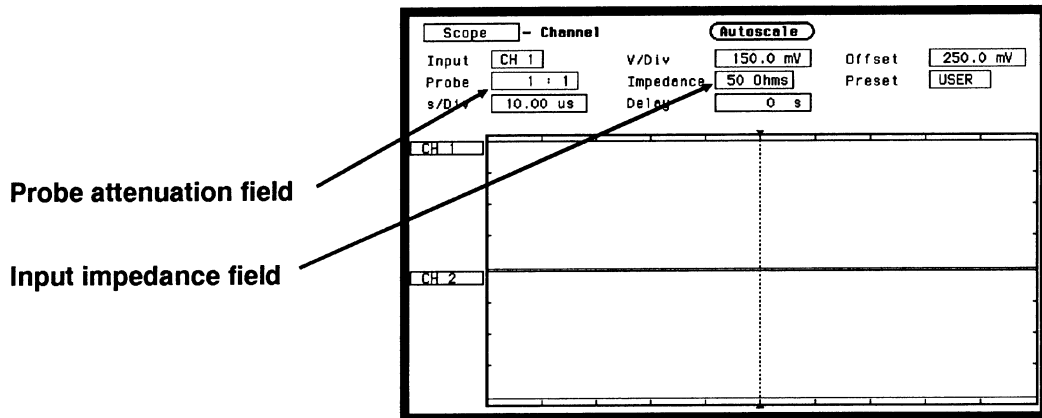 Scope - Channel Autoscale
Input CH 1 V/Div 150.0 mV Offset 250.0 mV
Probe 1 : 1 Impedance 50 Ohms Preset USER
s/Div 10.00 us Delay 0 s
CH 1
Probe attenuation field
Input impedance field
CH 2